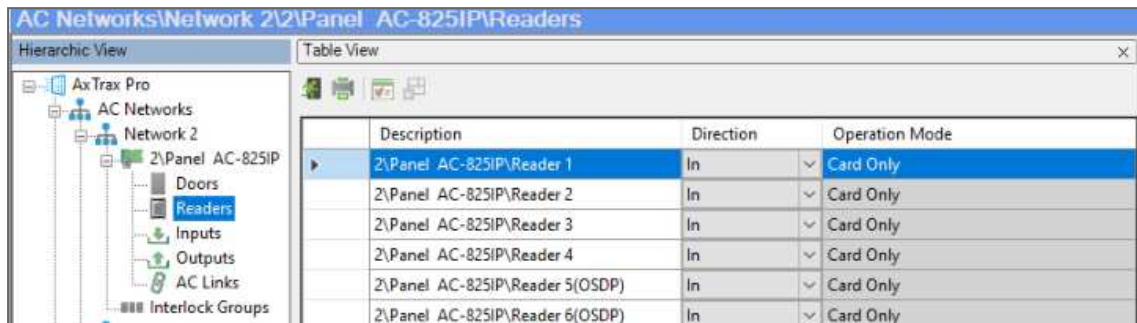 AC Networks\Network 2\2\Panel AC-825IP\Readers
Hierarchic View
AxTrax Pro
AC Networks
Network 2
2\Panel AC-825IP
Doors
Readers
Inputs
Outputs
AC Links
Interlock Groups
Table View
Description Direction Operation Mode
2\Panel AC-825IP\Reader 1 In Card Only
2\Panel AC-825IP\Reader 2 In Card Only
2\Panel AC-825IP\Reader 3 In Card Only
2\Panel AC-825IP\Reader 4 In Card Only
2\Panel AC-825IP\Reader 5(OSDP) In Card Only
2\Panel AC-825IP\Reader 6(OSDP) In Card Only